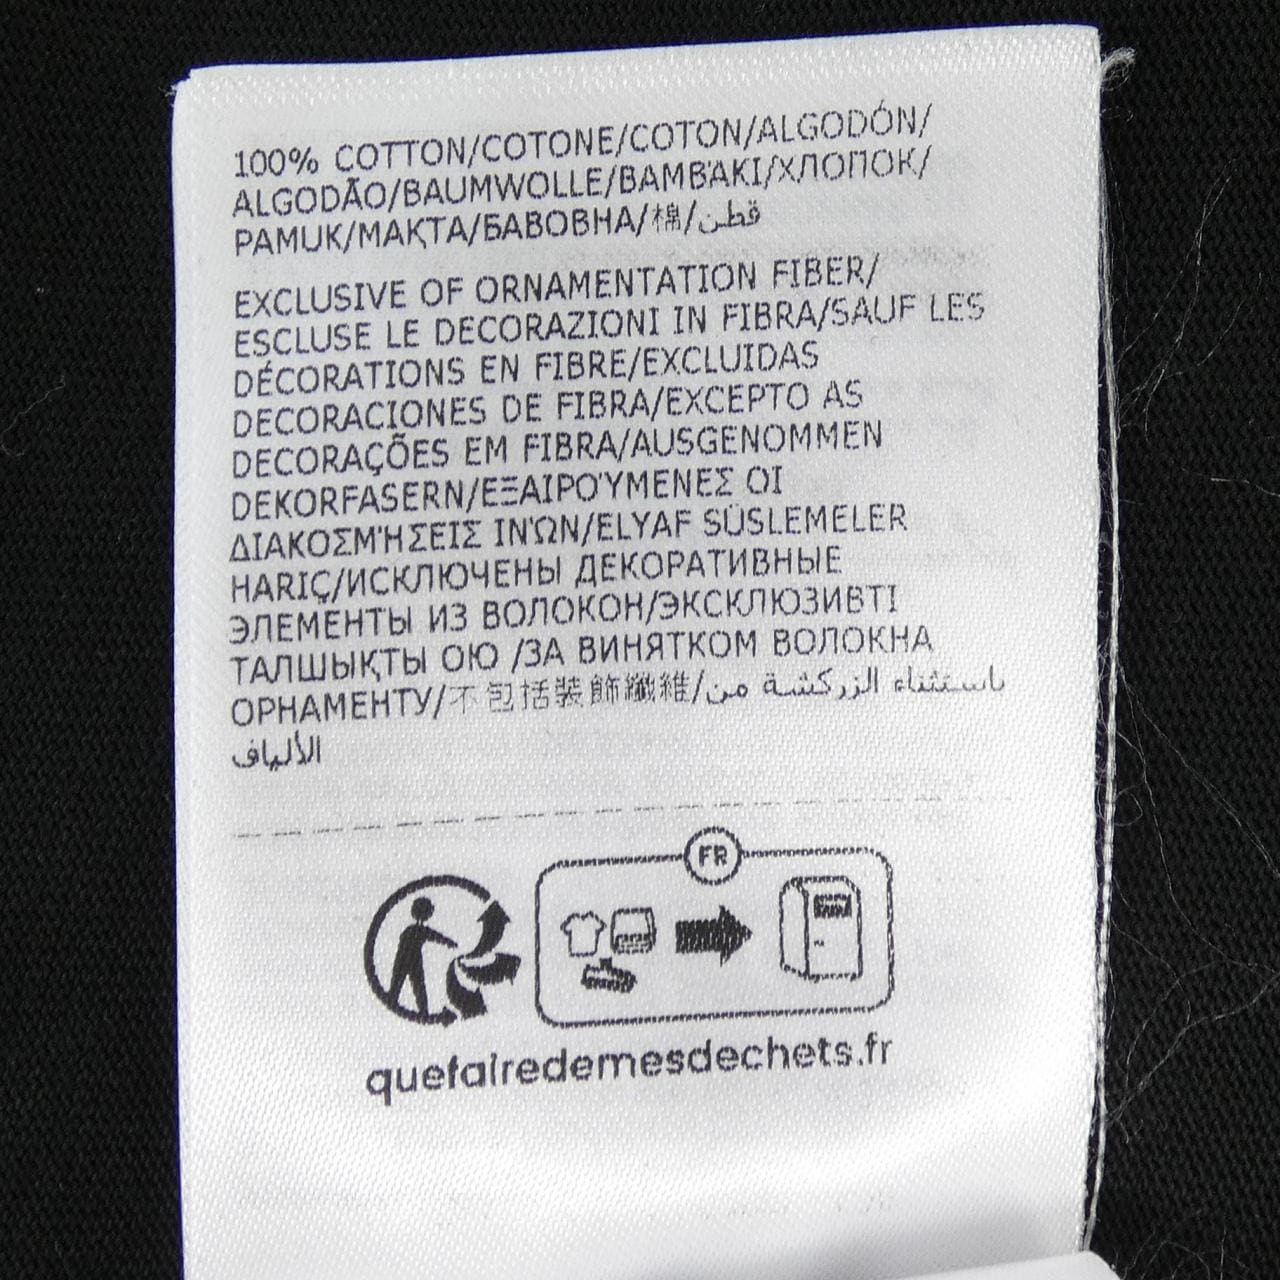 100% COTTON/COTONE/COTON/ALGODÓN/
ALGODÃO/BAUMWOLLE/ΒΑΜΒΆΚΙ/ХЛОПОК/
PAMUK/МАҚТА/БАВОВНА/棉/قطن
EXCLUSIVE OF ORNAMENTATION FIBER/
ESCLUSE LE DECORAZIONI IN FIBRA/SAUF LES
DÉCORATIONS EN FIBRE/EXCLUIDAS
DECORACIONES DE FIBRA/EXCEPTO AS
DECORAÇÕES EM FIBRA/AUSGENOMMEN
DEKORFASERN/ΕΞΑΙΡΟΎΜΕΝΕΣ ΟΙ
ΔΙΑΚΟΣΜΉΣΕΙΣ ΙΝΏΝ/ELYAF SÜSLEMELER
HARIÇ/ИСКЛЮЧЕНЫ ДЕКОРАТИВНЫЕ
ЭЛЕМЕНТЫ ИЗ ВОЛОКОН/ЭКСКЛЮЗИВТІ
ТАЛШЫҚТЫ ОЮ /ЗА ВИНЯТКОМ ВОЛОКНА
ОРНАМЕНТУ/不包括裝飾纖維/باستثناء الزركشة من
الألياف
FR
quefairedemesdechets.fr